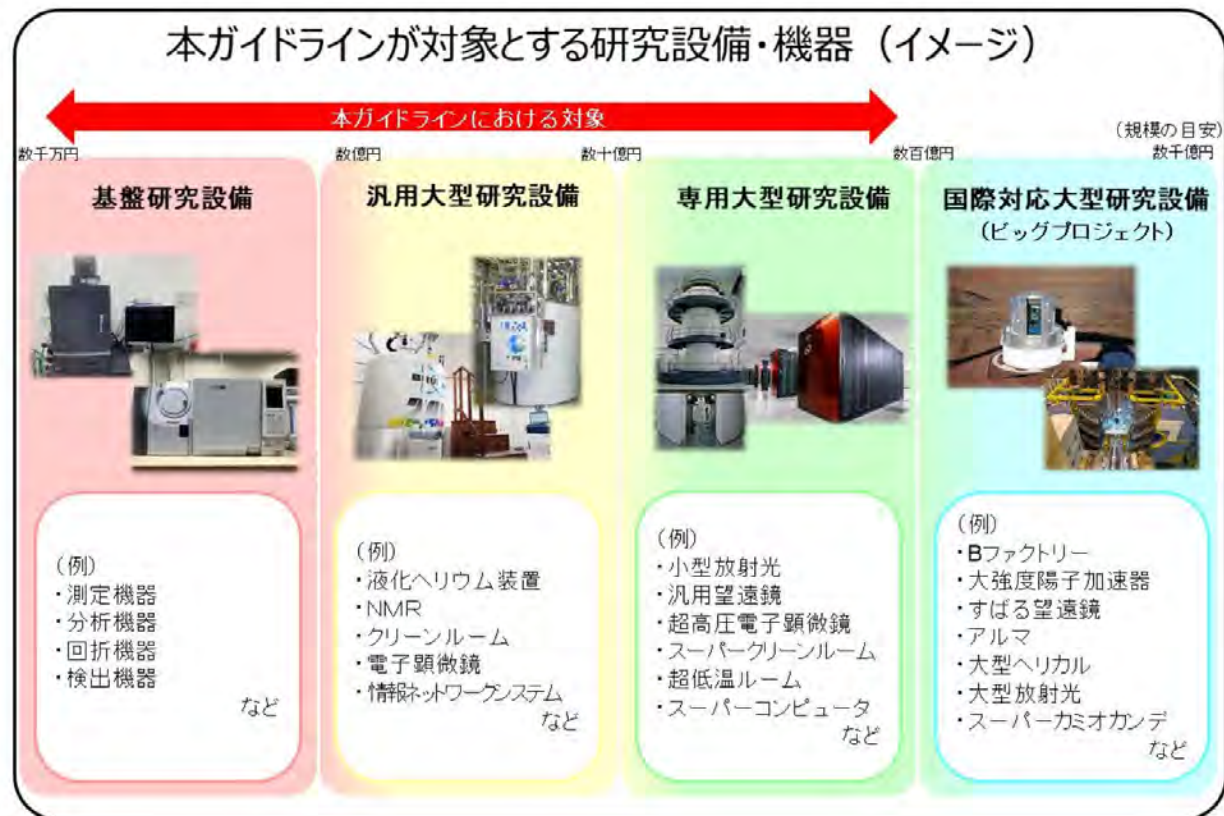 本ガイドラインが対象とする研究設備・機器（イメージ）
本ガイドラインにおける対象
（規模の目安）
数千万円
数億円
数十億円
数百億円
数千億円
基盤研究設備
（例）
・測定機器
・分析機器
・回折機器
・検出機器
など
汎用大型研究設備
（例）
・液化ヘリウム装置
・NMR
・クリーンルーム
・電子顕微鏡
・情報ネットワークシステム
など
専用大型研究設備
（例）
・小型放射光
・汎用望遠鏡
・超高圧電子顕微鏡
・スーパークリーンルーム
・超低温ルーム
・スーパーコンピュータ
など
国際対応大型研究設備
（ビッグプロジェクト）
（例）
・Bファクトリー
・大強度陽子加速器
・すばる望遠鏡
・アルマ
・大型ヘリカル
・大型放射光
・スーパーカミオカンデ
など